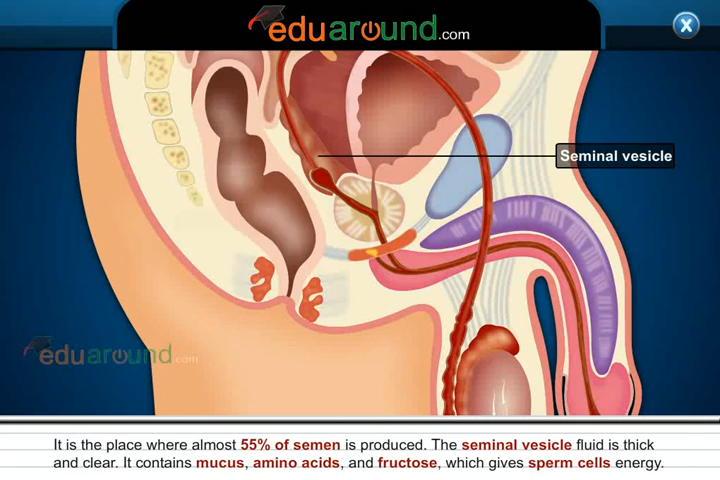 eduaround.com
X
Seminal vesicle
eduaround.com
It is the place where almost 55% of semen is produced. The seminal vesicle fluid is thick
and clear. It contains mucus, amino acids, and fructose, which gives sperm cells energy.